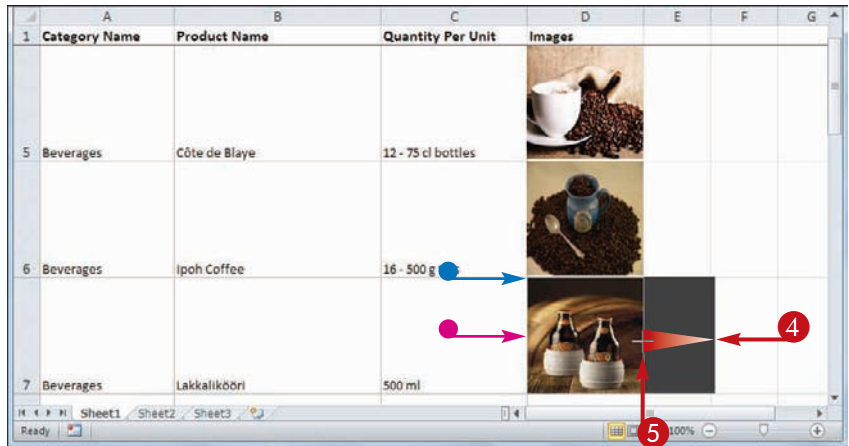 A B C D E F G
1 Category Name Product Name Quantity Per Unit Images
5 Beverages Côte de Blaye 12 - 75 cl bottles
6 Beverages Ipoh Coffee 16 - 500 g
4
7 Beverages Lakkalikööri 500 ml
Sheet1 Sheet2 Sheet3
Ready 100%
5